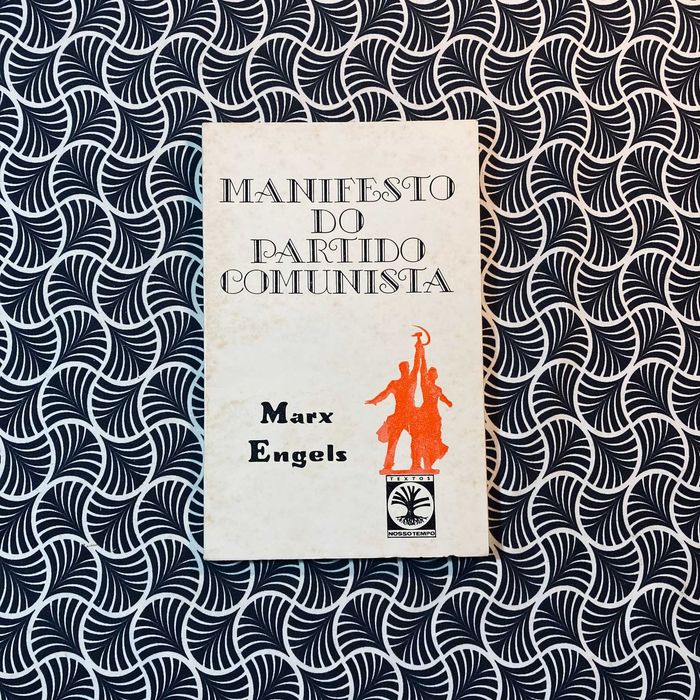 MANIFESTO
DO
PARTIDO
COMUNISTA
Marx
Engels
TEXTOS
NOSSO TEMPO